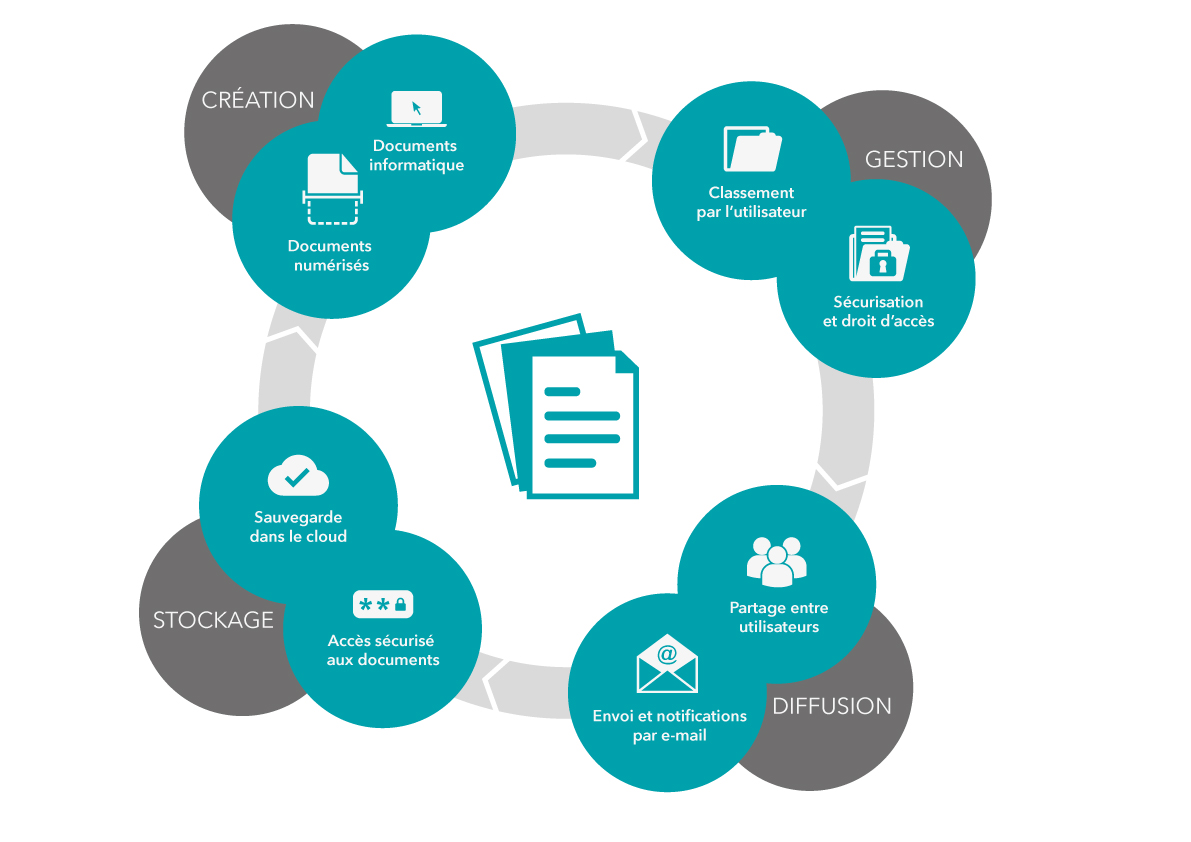 CRÉATION
Documents
informatique
Documents
numérisés
GESTION
Classement
par l'utilisateur
Sécurisation
et droit d'accès
Partage entre
utilisateurs
DIFFUSION
@
Envoi et notifications
par e-mail
Sauvegarde
dans le cloud
STOCKAGE
**
Accès sécurisé
aux documents